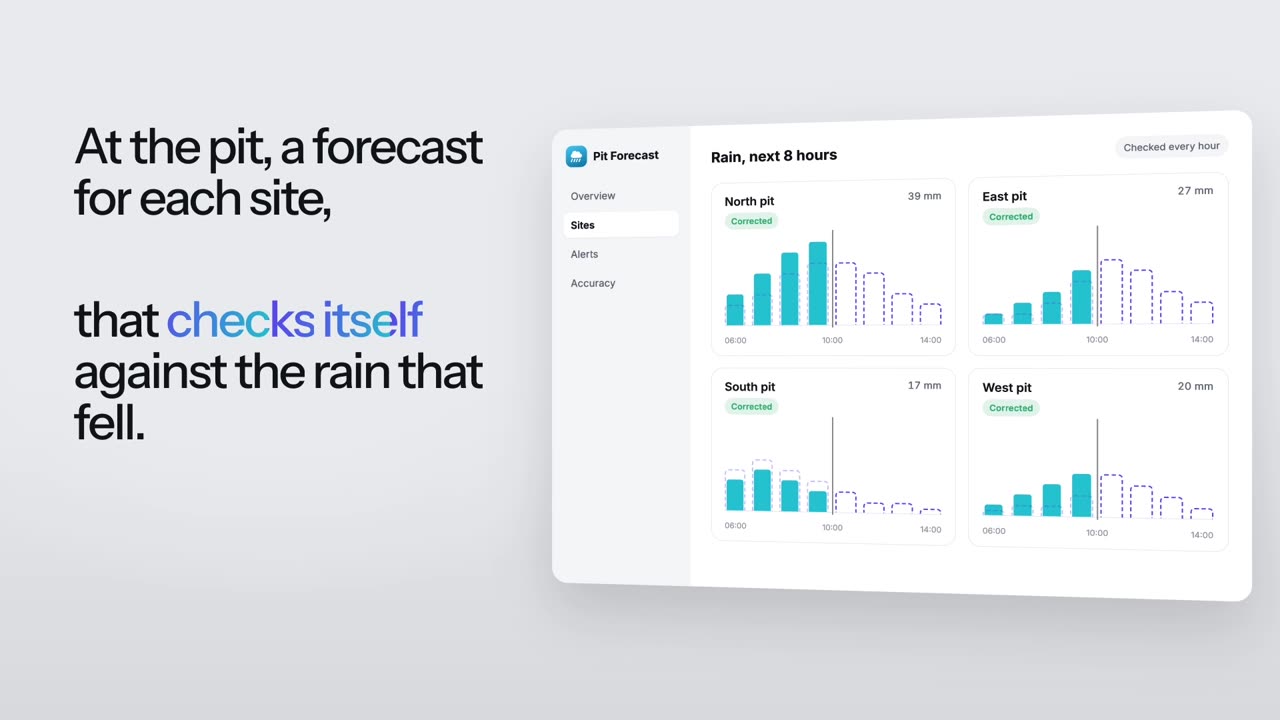 At the pit, a forecast
for each site,
that checks itself
against the rain that
fell.
Pit Forecast
Overview
Sites
Alerts
Accuracy
Rain, next 8 hours
Checked every hour
North pit
39 mm
Corrected
06:00
10:00
14:00
East pit
27 mm
Corrected
06:00
10:00
14:00
South pit
17 mm
Corrected
06:00
10:00
14:00
West pit
20 mm
Corrected
06:00
10:00
14:00